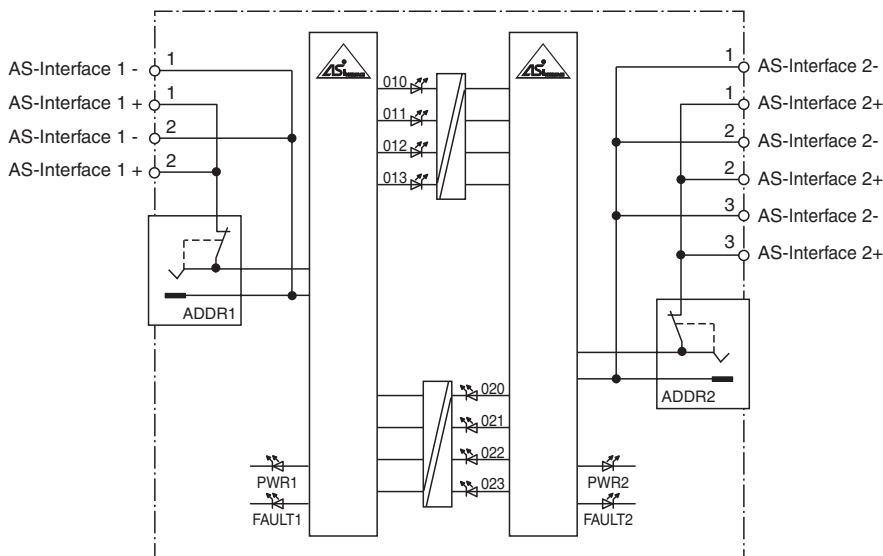 AS-Interface 1 - 1
AS-Interface 1 + 1
AS-Interface 1 - 2
AS-Interface 1 + 2
ADDR1
ASi
010
011
012
013
ASi
1 AS-Interface 2-
1 AS-Interface 2+
2 AS-Interface 2-
2 AS-Interface 2+
3 AS-Interface 2-
3 AS-Interface 2+
ADDR2
020
021
022
023
PWR1
FAULT1
PWR2
FAULT2